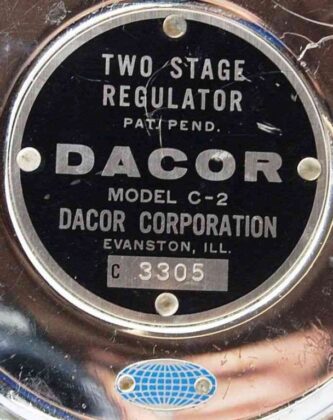 TWO STAGE
REGULATOR
PAT. PEND.
DACOR
MODEL C-2
DACOR CORPORATION
EVANSTON, ILL.
C 3305